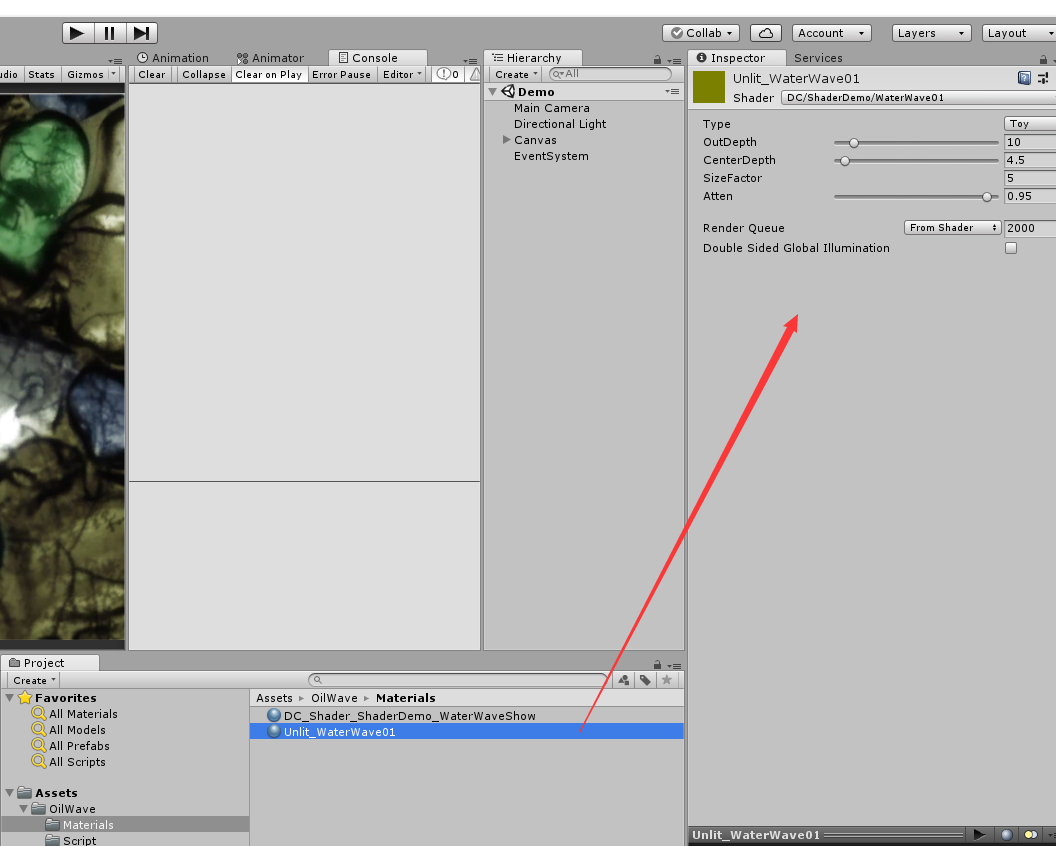 Collab
Account
Layers
Layout
Animation
Animator
Console
Hierarchy
Inspector
Services
Stats
Gizmos
Clear
Collapse
Clear on Play
Error Pause
Editor
0
Create
All
Demo
Main Camera
Directional Light
Canvas
EventSystem
Unlit_WaterWave01
Shader
DC/ShaderDemo/WaterWave01
Type
Toy
OutDepth
10
CenterDepth
4.5
SizeFactor
5
Atten
0.95
Render Queue
From Shader
2000
Double Sided Global Illumination
Project
Create
Favorites
All Materials
All Models
All Prefabs
All Scripts
Assets
OilWave
Materials
Script
Assets ▸ OilWave ▸ Materials
DC_Shader_ShaderDemo_WaterWaveShow
Unlit_WaterWave01
Unlit_WaterWave01